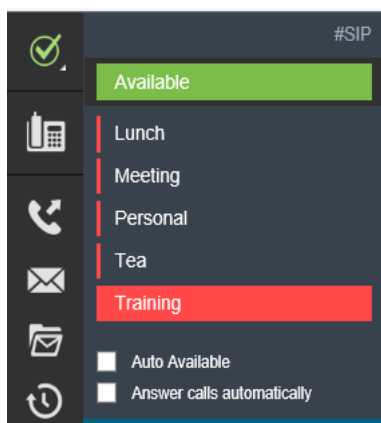 #SIP
Available
Lunch
Meeting
Personal
Tea
Training
Auto Available
Answer calls automatically